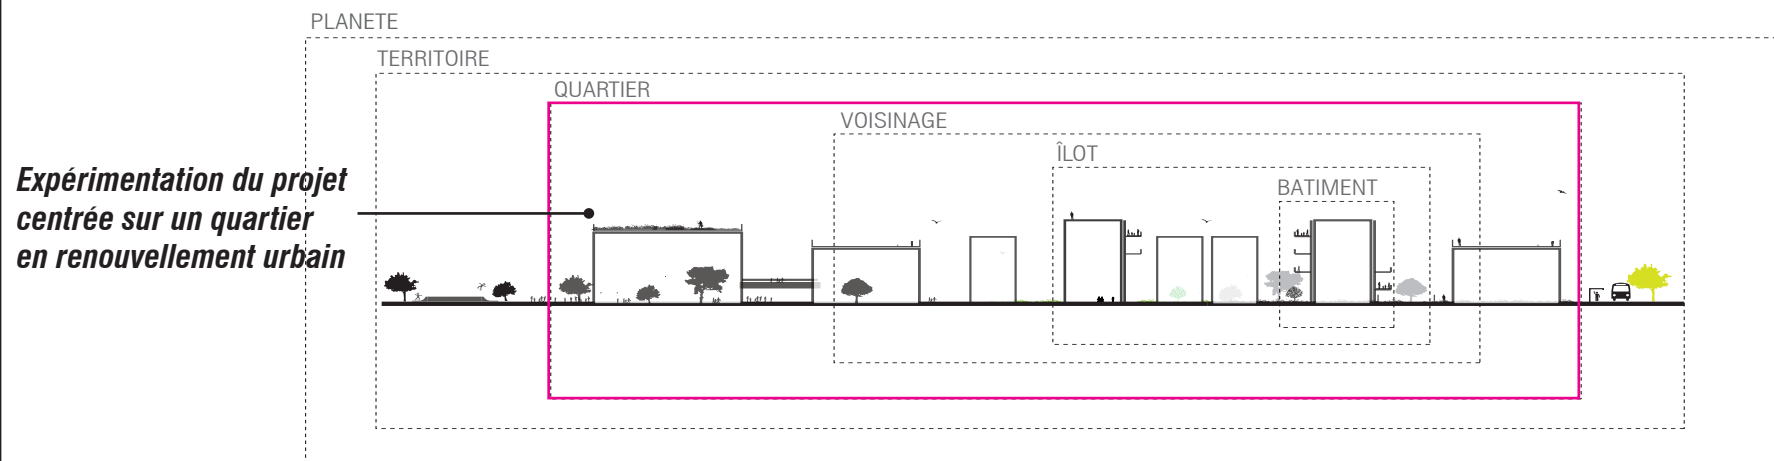 PLANETE
TERRITOIRE
QUARTIER
VOISINAGE
ÎLOT
BATIMENT
Expérimentation du projet
centrée sur un quartier
en renouvellement urbain